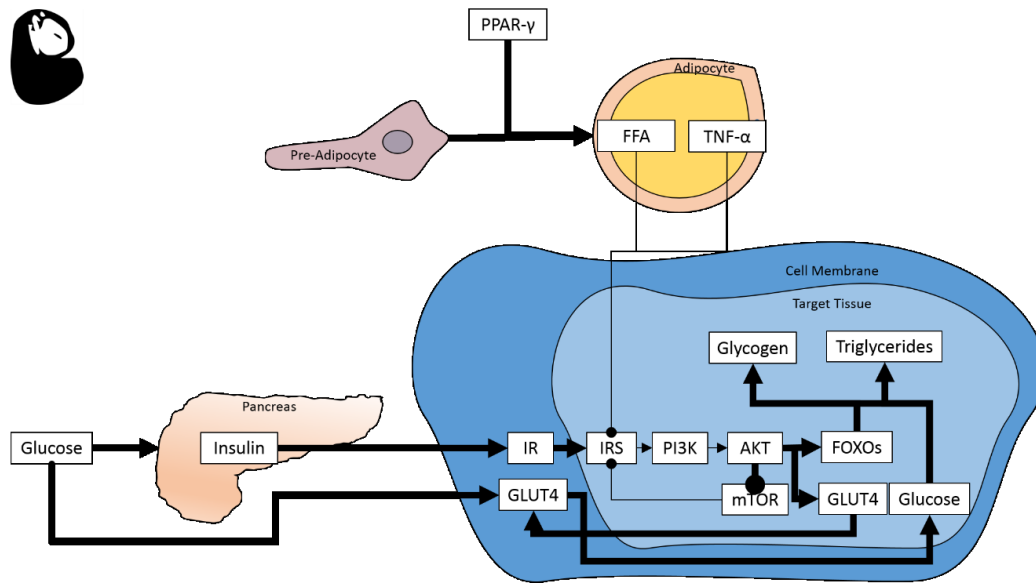 PPAR-γ
Adipocyte
FFA
TNF-α
Pre-Adipocyte
Cell Membrane
Target Tissue
Glycogen
Triglycerides
Pancreas
Glucose
Insulin
IR
IRS
PI3K
AKT
FOXOs
GLUT4
mTOR
GLUT4
Glucose